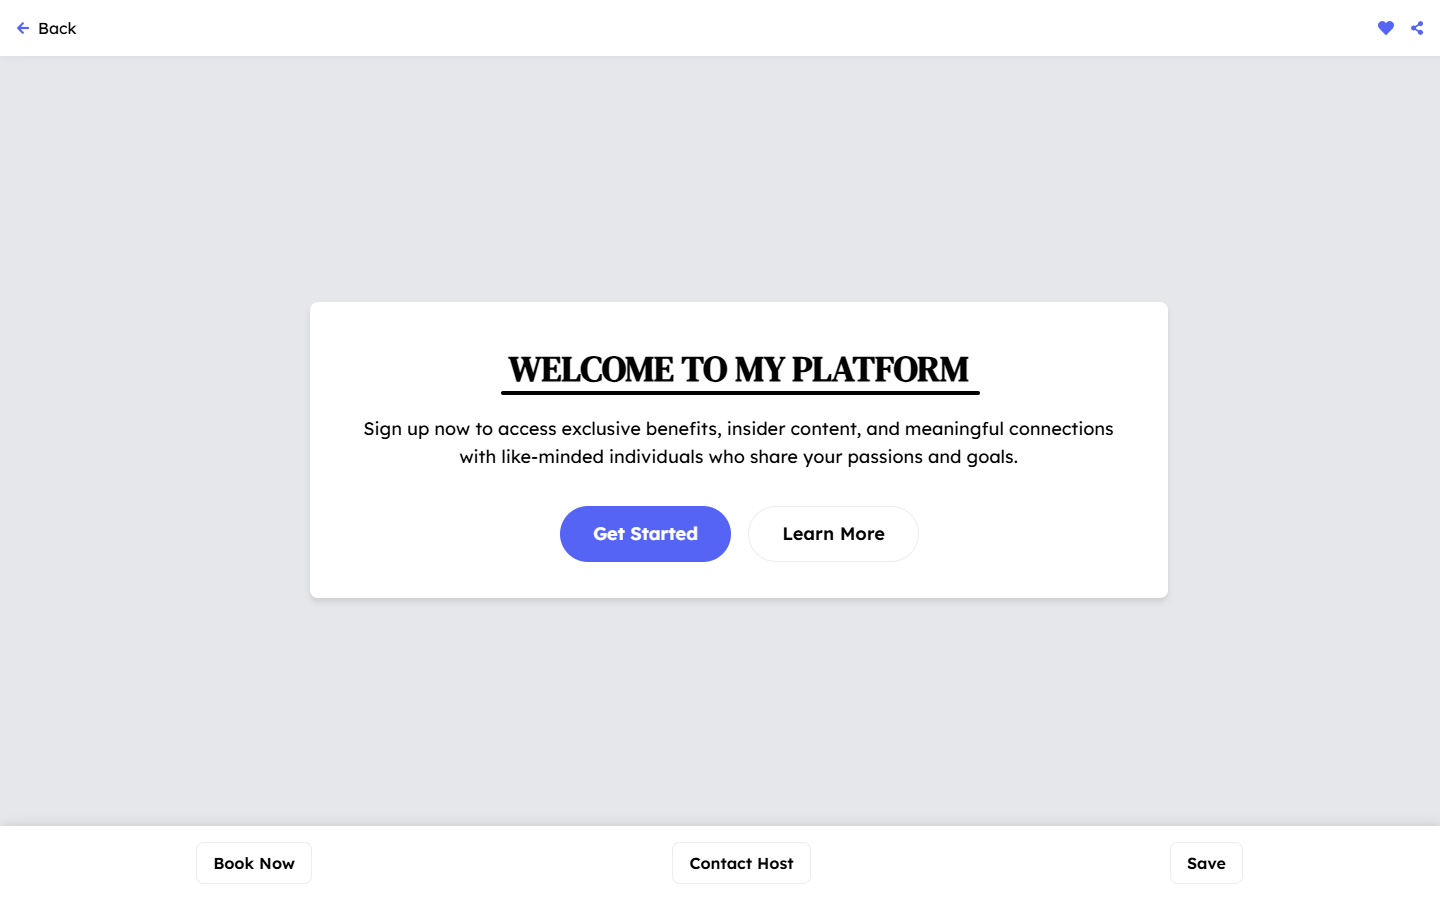 Back
WELCOME TO MY PLATFORM
Sign up now to access exclusive benefits, insider content, and meaningful connections
with like-minded individuals who share your passions and goals.
Get Started
Learn More
Book Now
Contact Host
Save